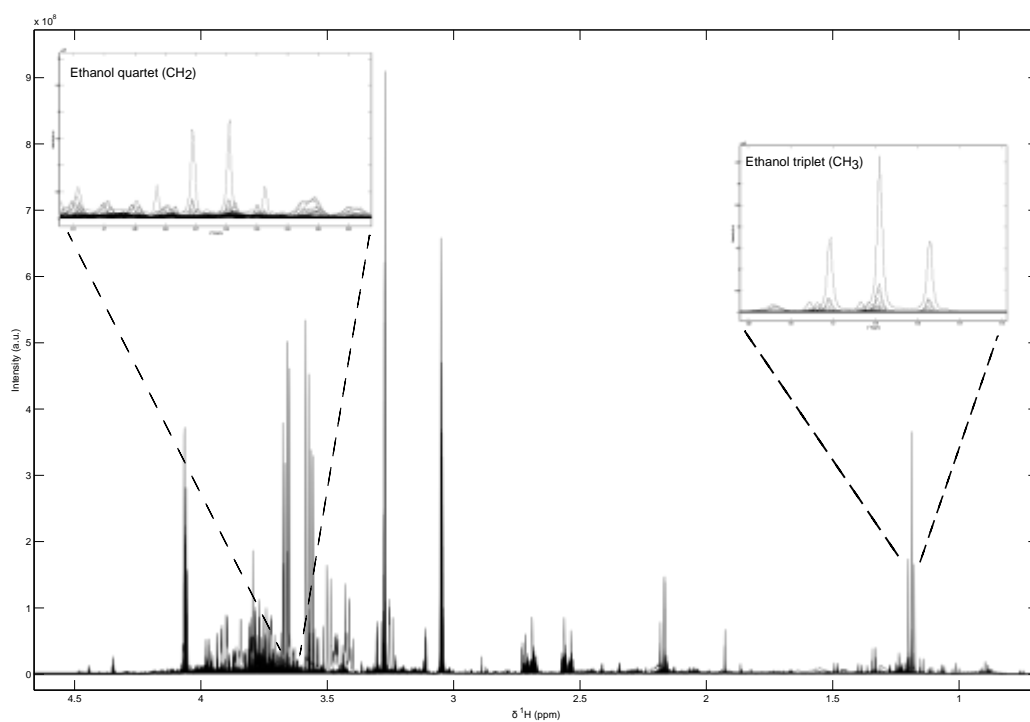 x 10⁸
Ethanol quartet (CH2)
Ethanol triplet (CH3)
9
8
7
6
5
4
3
2
1
0
Intensity (a.u.)
4.5 4 3.5 3 2.5 2 1.5 1
δ ¹H (ppm)